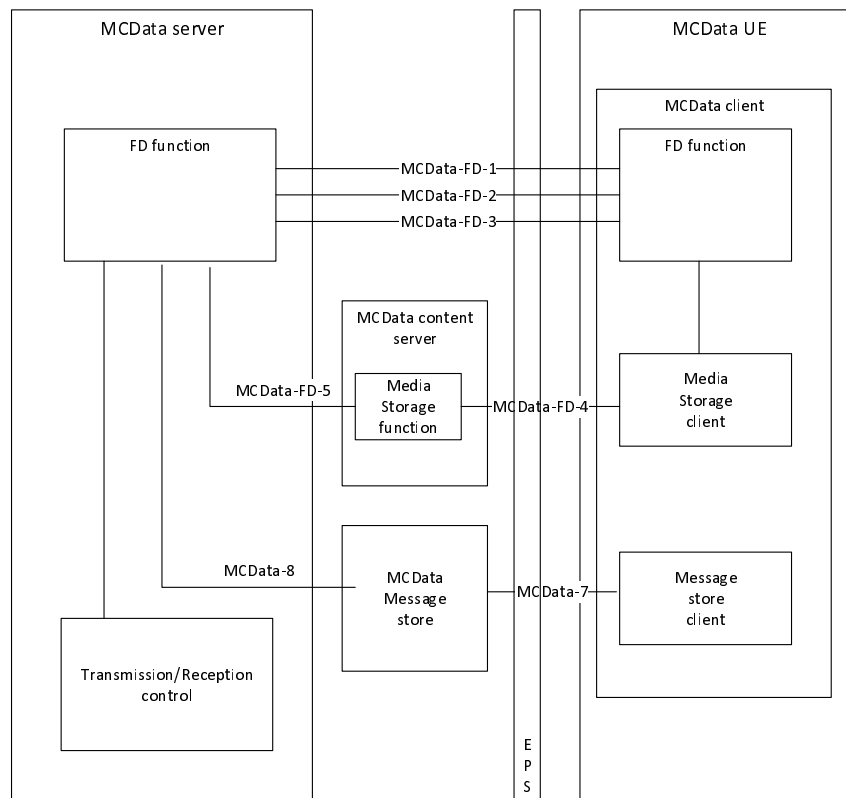 MCData server
MCData UE
MCData client
FD function
FD function
MCData-FD-1
MCData-FD-2
MCData-FD-3
MCData content
server
MCData-FD-5
Media
Storage
function
MCData-FD-4
Media
Storage
client
MCData-8
MCData
Message
store
MCData-7
Message
store
client
Transmission/Reception
control
E
P
S